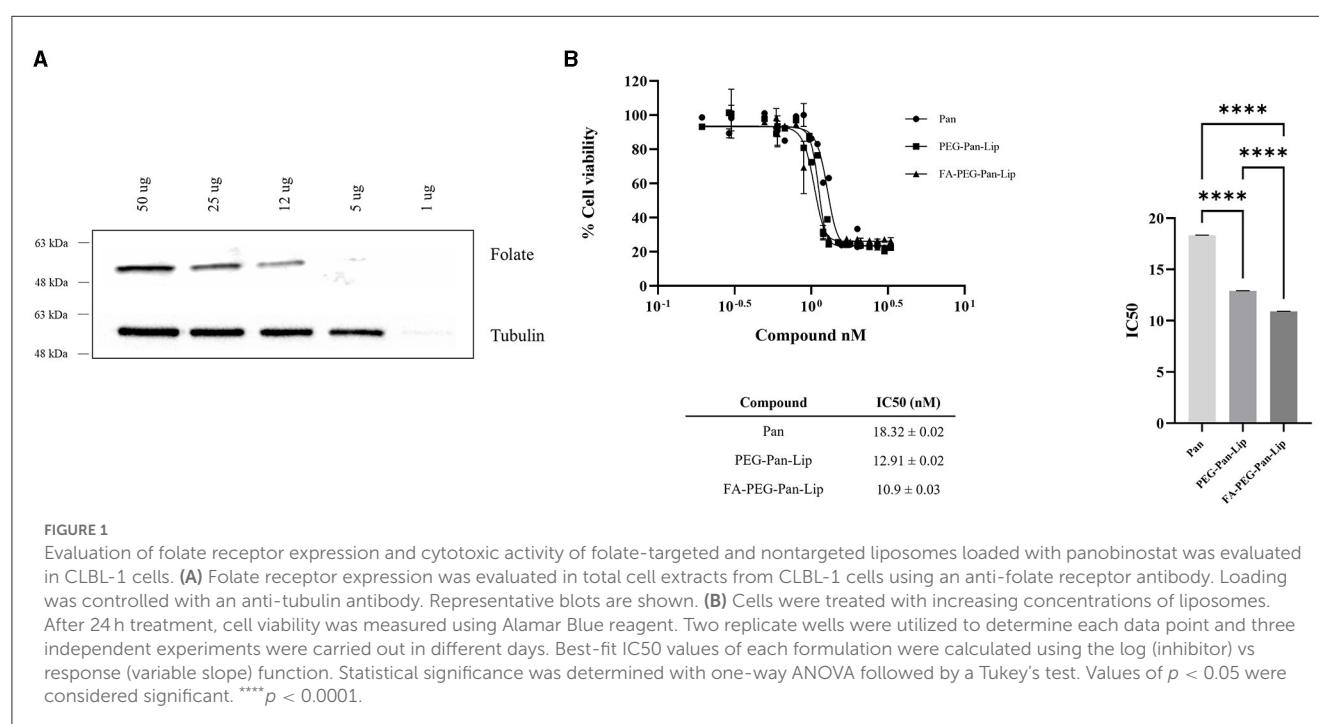 A
50 ug
25 ug
12 ug
5 ug
1 ug
63 kDa
48 kDa
63 kDa
48 kDa
Folate
Tubulin
B
% Cell viability
120
100
80
60
40
20
0
10-1
10-0.5
100
100.5
101
Compound nM
Pan
PEG-Pan-Lip
FA-PEG-Pan-Lip
Compound IC50 (nM)
Pan 18.32 ± 0.02
PEG-Pan-Lip 12.91 ± 0.02
FA-PEG-Pan-Lip 10.9 ± 0.03
****
****
****
IC50
20
15
10
5
0
Pan
PEG-Pan-Lip
FA-PEG-Pan-Lip
FIGURE 1
Evaluation of folate receptor expression and cytotoxic activity of folate-targeted and nontargeted liposomes loaded with panobinostat was evaluated
in CLBL-1 cells. (A) Folate receptor expression was evaluated in total cell extracts from CLBL-1 cells using an anti-folate receptor antibody. Loading
was controlled with an anti-tubulin antibody. Representative blots are shown. (B) Cells were treated with increasing concentrations of liposomes.
After 24 h treatment, cell viability was measured using Alamar Blue reagent. Two replicate wells were utilized to determine each data point and three
independent experiments were carried out in different days. Best-fit IC50 values of each formulation were calculated using the log (inhibitor) vs
response (variable slope) function. Statistical significance was determined with one-way ANOVA followed by a Tukey's test. Values of p < 0.05 were
considered significant. ****p < 0.0001.